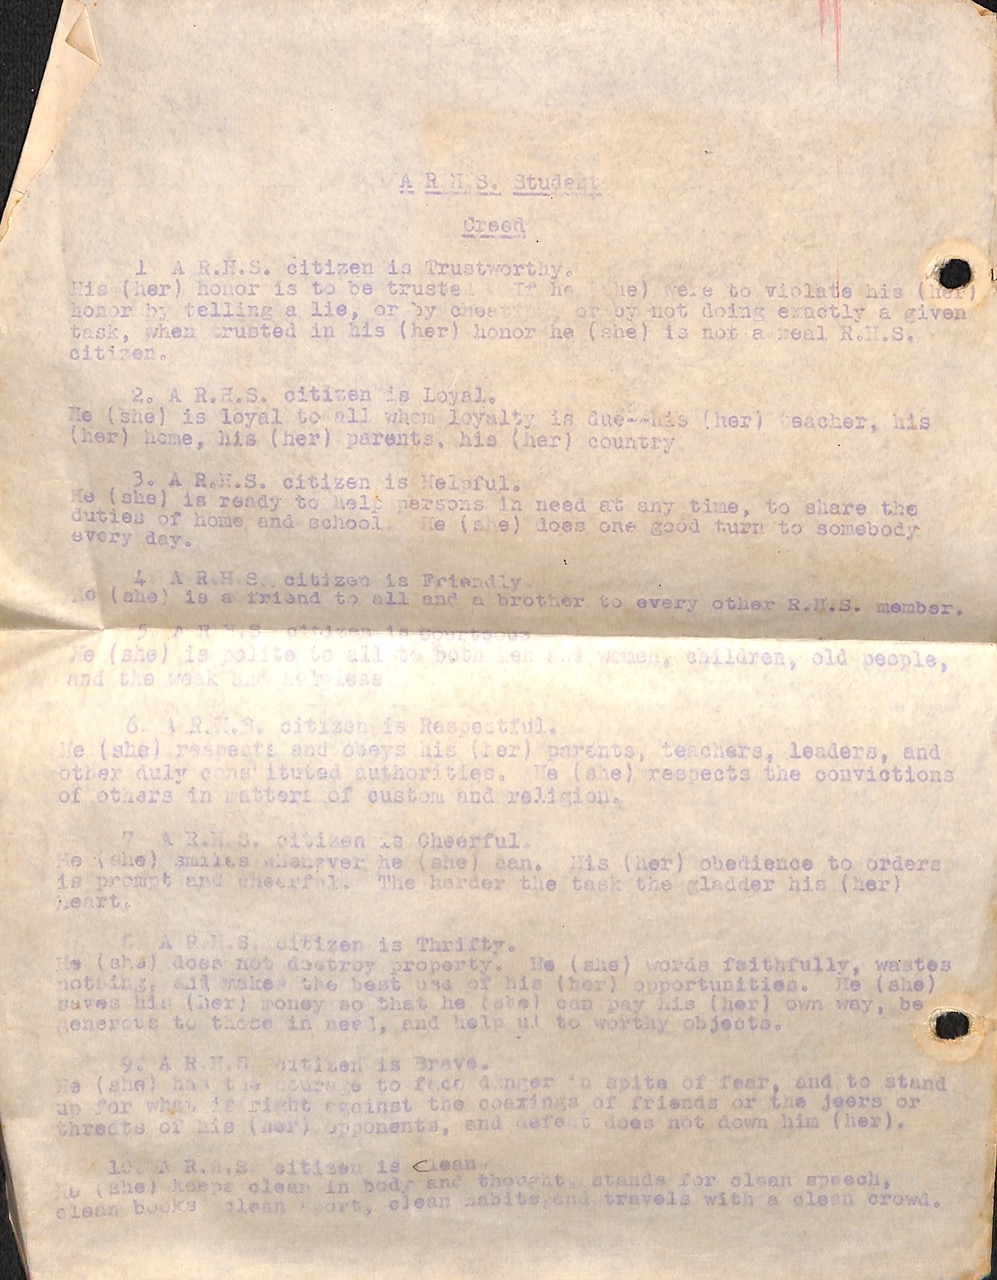 A R H S. Student
Creed
1 A R.H.S. citizen is Trustworthy.
His (her) honor is to be truste If he she) were to violate his (her)
honor by telling a lie, or by cheating, or by not doing exactly a given
task, when trusted in his (her) honor he (she) is not a real R.H.S.
citizen.
2. A R.H.S. citizen is Loyal.
He (she) is loyal to all whom loyalty is due--his (her) teacher, his
(her) home, his (her) parents, his (her) country
3. A R.H.S. citizen is Helpful.
He (she) is ready to help persons in need at any time, to share the
duties of home and school. He (she) does one good turn to somebody
every day.
4. A R H S. citizen is Friendly.
He (she) is a friend to all and a brother to every other R.H.S. member.
5. A R H.S. citizen is Courteous
He (she) is polite to all to both men and women, children, old people,
and the weak and helpless
6. A R.H.S. citizen is Respectful.
He (she) respects and obeys his (her) parents, teachers, leaders, and
other duly constituted authorities. He (she) respects the convictions
of others in matters of custom and religion.
7 A R.H.S. citizen is Cheerful.
He (she) smiles whenever he (she) can. His (her) obedience to orders
is prompt and cheerful. The harder the task the gladder his (her)
heart.
8. A R.H.S. citizen is Thrifty.
He (she) does not destroy property. He (she) words faithfully, wastes
nothing, and makes the best use of his (her) opportunities. He (she)
saves his (her) money so that he (she) can pay his (her) own way, be
generous to those in need, and help to worthy objects.
9. A R.H.S citizen is Brave.
He (she) has the courage to face danger in spite of fear, and to stand
up for what is right against the coaxings of friends or the jeers or
threats of his (her) opponents, and defeat does not down him (her).
10. A R.H.S. citizen is Clean.
He (she) keeps clean in body and thought, stands for clean speech,
clean books clean sport, clean habits and travels with a clean crowd.